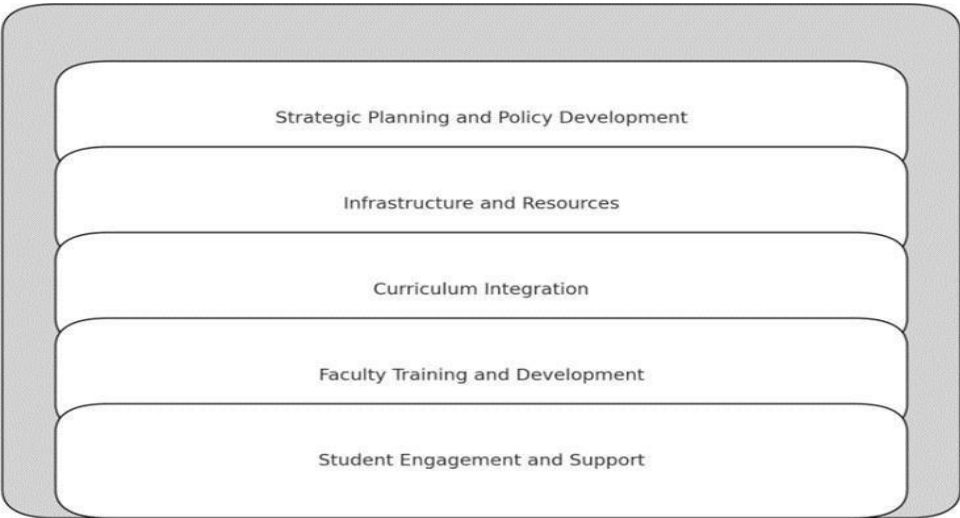 Strategic Planning and Policy Development
Infrastructure and Resources
Curriculum Integration
Faculty Training and Development
Student Engagement and Support